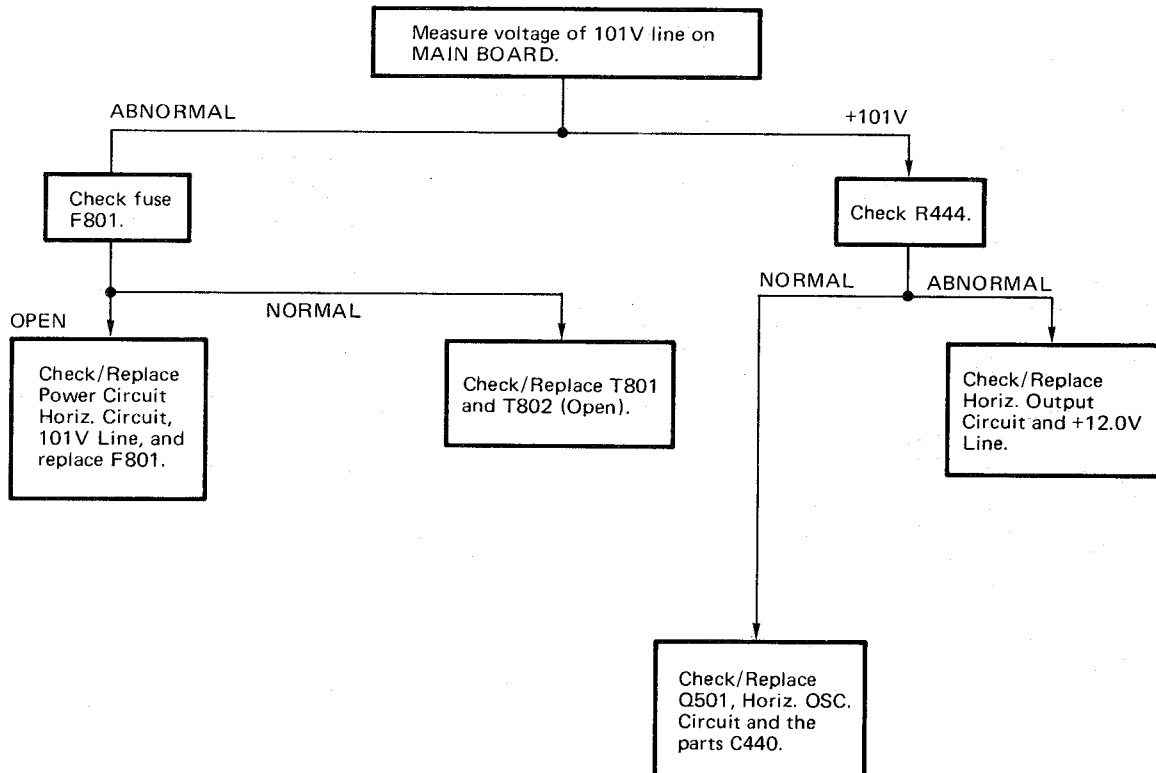 Measure voltage of 101V line on
MAIN BOARD.
ABNORMAL
+101V
Check fuse
F801.
Check R444.
NORMAL
ABNORMAL
OPEN
NORMAL
Check/Replace
Power Circuit
Horiz. Circuit,
101V Line, and
replace F801.
Check/Replace T801
and T802 (Open).
Check/Replace
Horiz. Output
Circuit and +12.0V
Line.
Check/Replace
Q501, Horiz. OSC.
Circuit and the
parts C440.